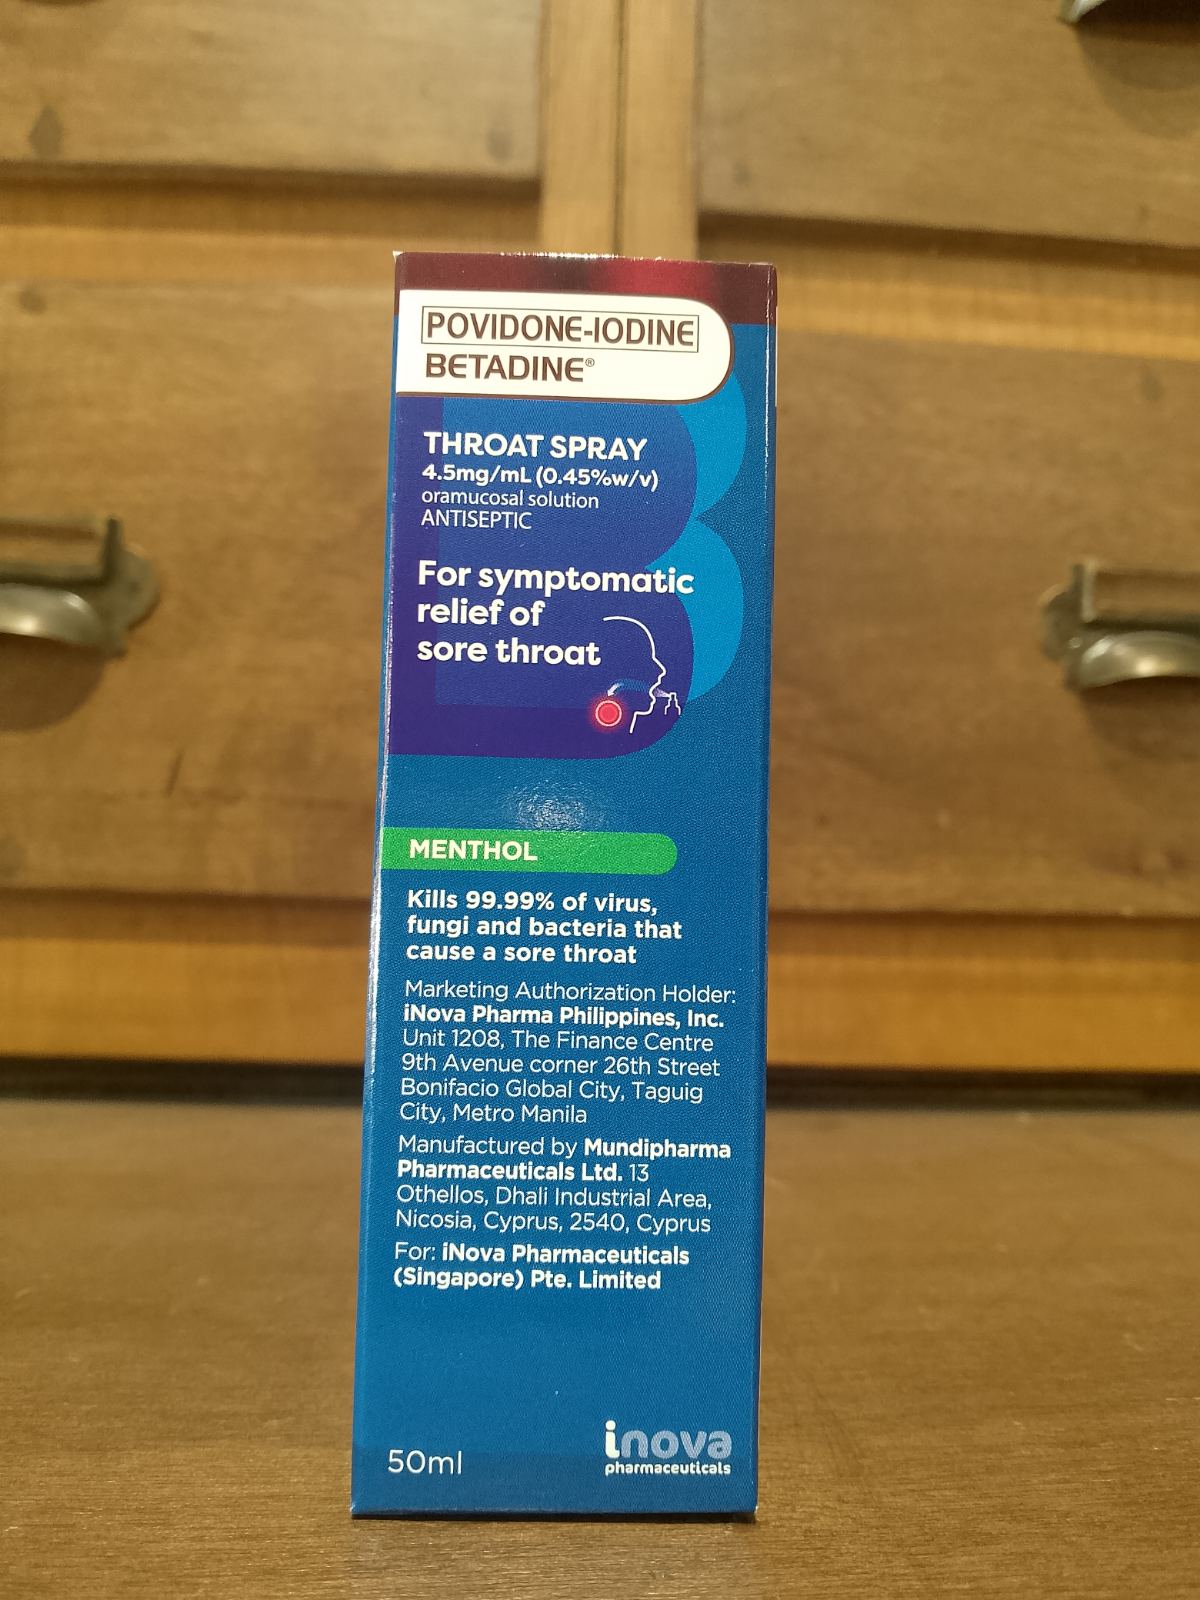 POVIDONE-IODINE
BETADINE®
THROAT SPRAY
4.5mg/mL (0.45%w/v)
oramucosal solution
ANTISEPTIC
For symptomatic
relief of
sore throat
MENTHOL
Kills 99.99% of virus,
fungi and bacteria that
cause a sore throat
Marketing Authorization Holder:
iNova Pharma Philippines, Inc.
Unit 1208, The Finance Centre
9th Avenue corner 26th Street
Bonifacio Global City, Taguig
City, Metro Manila
Manufactured by Mundipharma
Pharmaceuticals Ltd. 13
Othellos, Dhali Industrial Area,
Nicosia, Cyprus, 2540, Cyprus
For: iNova Pharmaceuticals
(Singapore) Pte. Limited
50ml
inova
pharmaceuticals